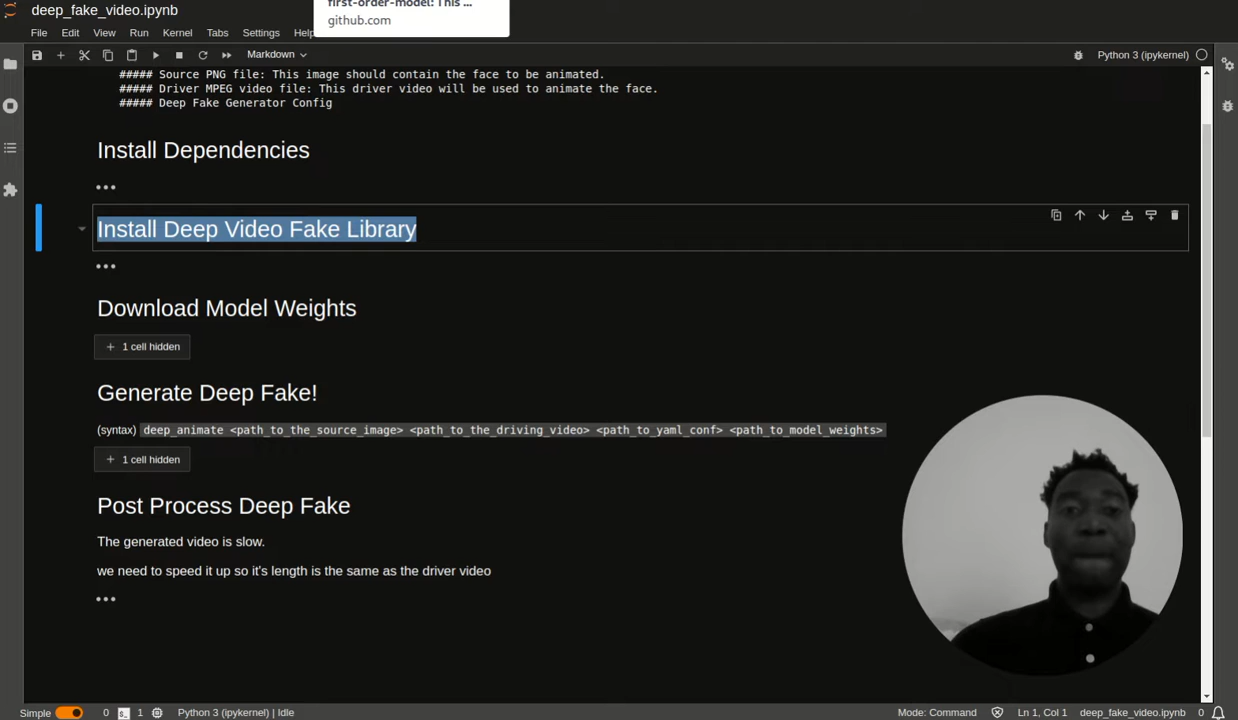 deep_fake_video.ipynb
first-order-model: This ...
github.com
File Edit View Run Kernel Tabs Settings Help
Markdown
Python 3 (ipykernel)
##### Source PNG file: This image should contain the face to be animated.
##### Driver MPEG video file: This driver video will be used to animate the face.
##### Deep Fake Generator Config
Install Dependencies
•••
Install Deep Video Fake Library
•••
Download Model Weights
+ 1 cell hidden
Generate Deep Fake!
(syntax) deep_animate <path_to_the_source_image> <path_to_the_driving_video> <path_to_yaml_conf> <path_to_model_weights>
+ 1 cell hidden
Post Process Deep Fake
The generated video is slow.
we need to speed it up so it's length is the same as the driver video
•••
Simple 0 $_ 1 Python 3 (ipykernel) | Idle Mode: Command Ln 1, Col 1 deep_fake_video.ipynb 0